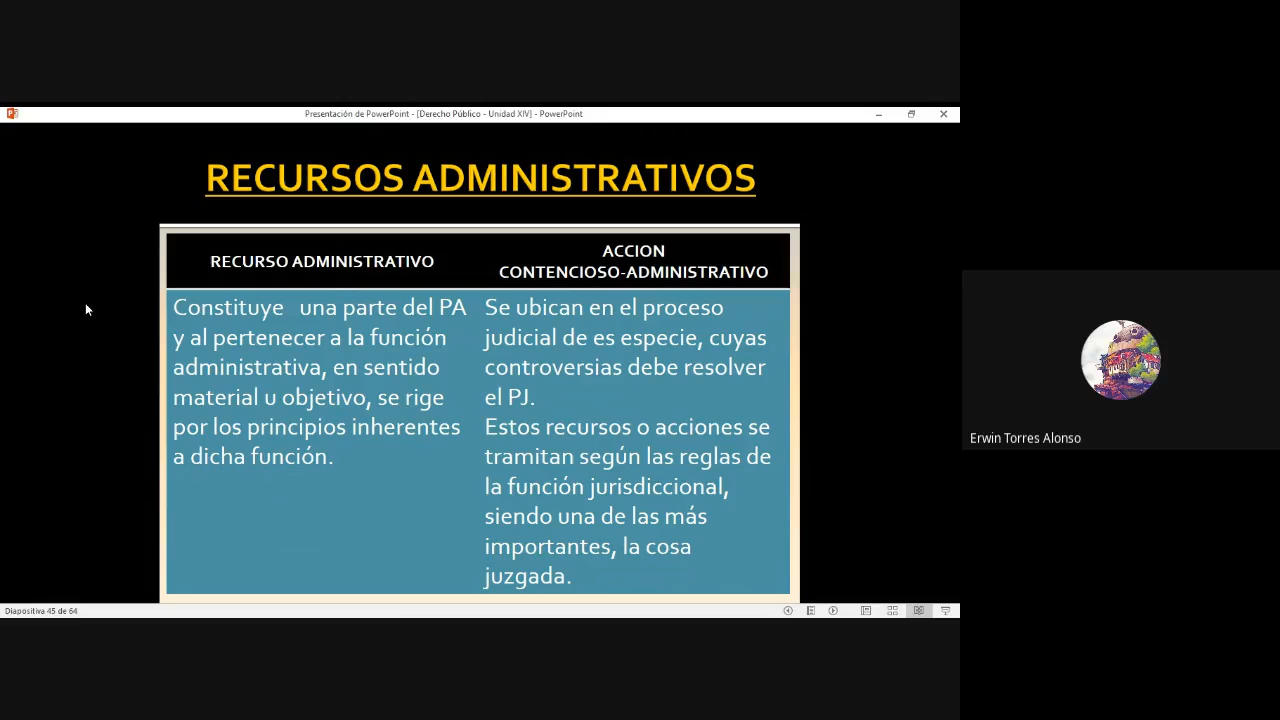 Presentación de PowerPoint - [Derecho Público - Unidad XIV] - PowerPoint
RECURSOS ADMINISTRATIVOS
RECURSO ADMINISTRATIVO
ACCION
CONTENCIOSO-ADMINISTRATIVO
Constituye una parte del PA
y al pertenecer a la función
administrativa, en sentido
material u objetivo, se rige
por los principios inherentes
a dicha función.
Se ubican en el proceso
judicial de es especie, cuyas
controversias debe resolver
el PJ.
Estos recursos o acciones se
tramitan según las reglas de
la función jurisdiccional,
siendo una de las más
importantes, la cosa
juzgada.
Diapositiva 45 de 64
Erwin Torres Alonso